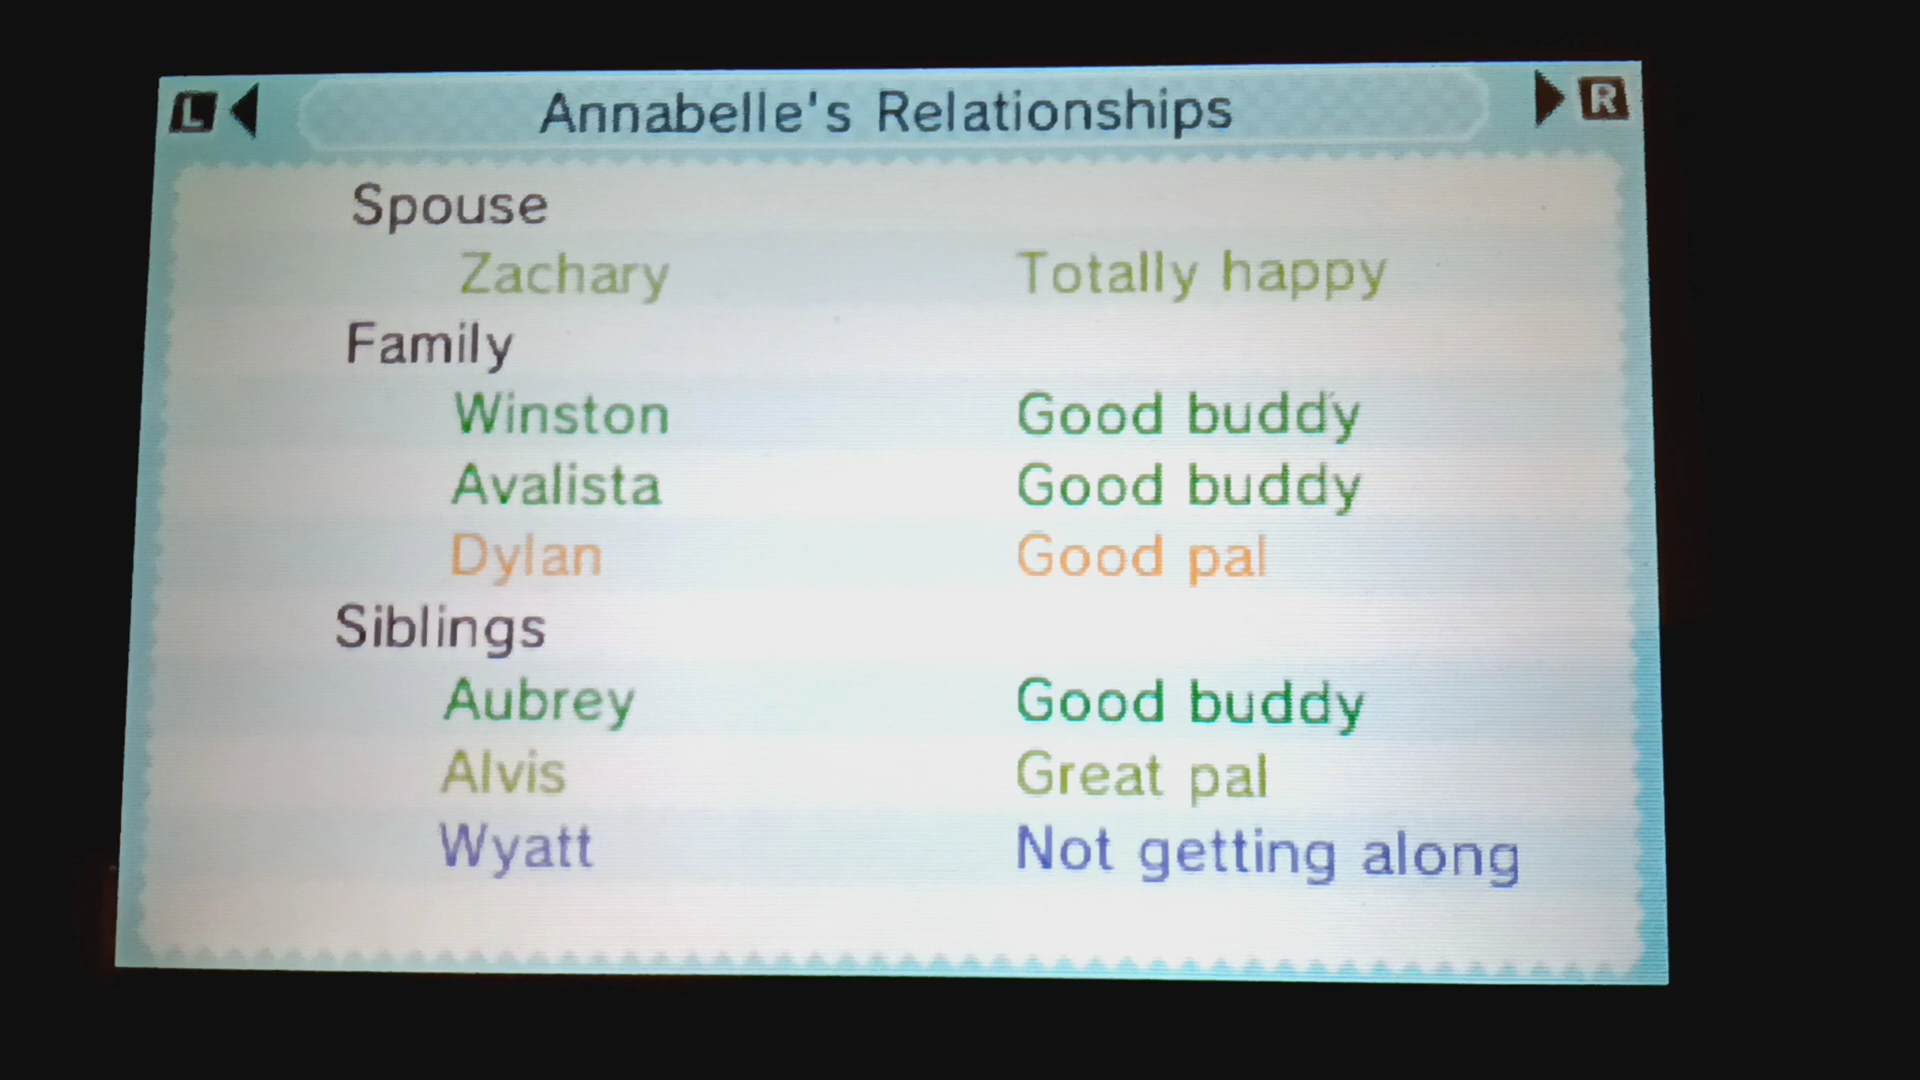 L Annabelle's Relationships R
Spouse
Zachary Totally happy
Family
Winston Good buddy
Avalista Good buddy
Dylan Good pal
Siblings
Aubrey Good buddy
Alvis Great pal
Wyatt Not getting along